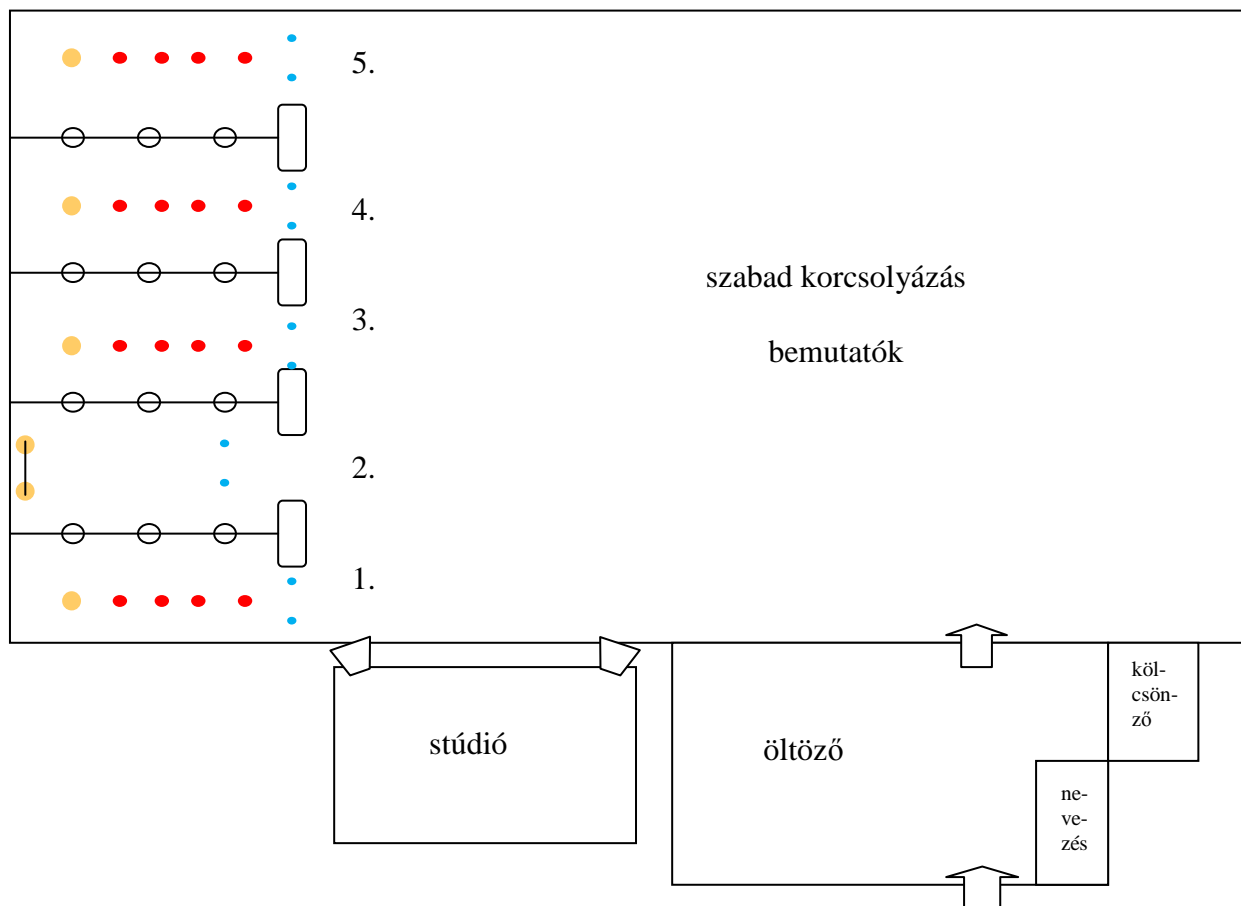 5.
4.
szabad korcsolyázás
3.
bemutatók
2.
1.
köl-
csön-
ző
stúdió
öltöző
ne-
ve-
zés